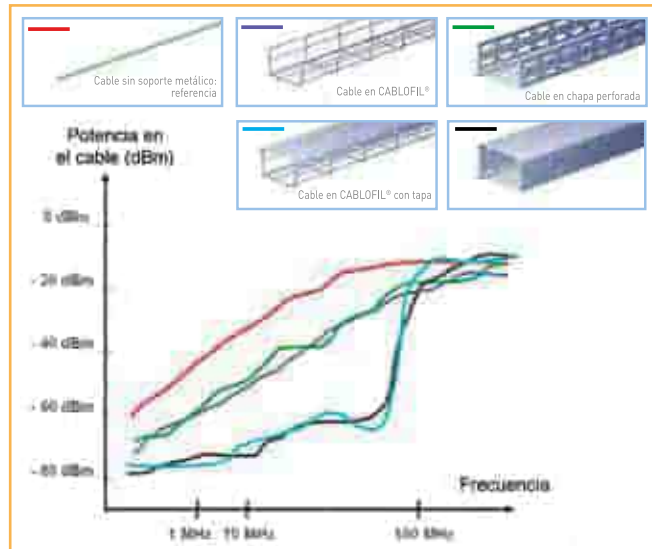 Cable sin soporte metálico:
referencia
Cable en CABLOFIL®
Cable en chapa perforada
Cable en CABLOFIL® con tapa
Potencia en
el cable (dBm)
0 dBm
- 20 dBm
- 40 dBm
- 60 dBm
- 80 dBm
Frecuencia
1 MHz 10 MHz 100 MHz